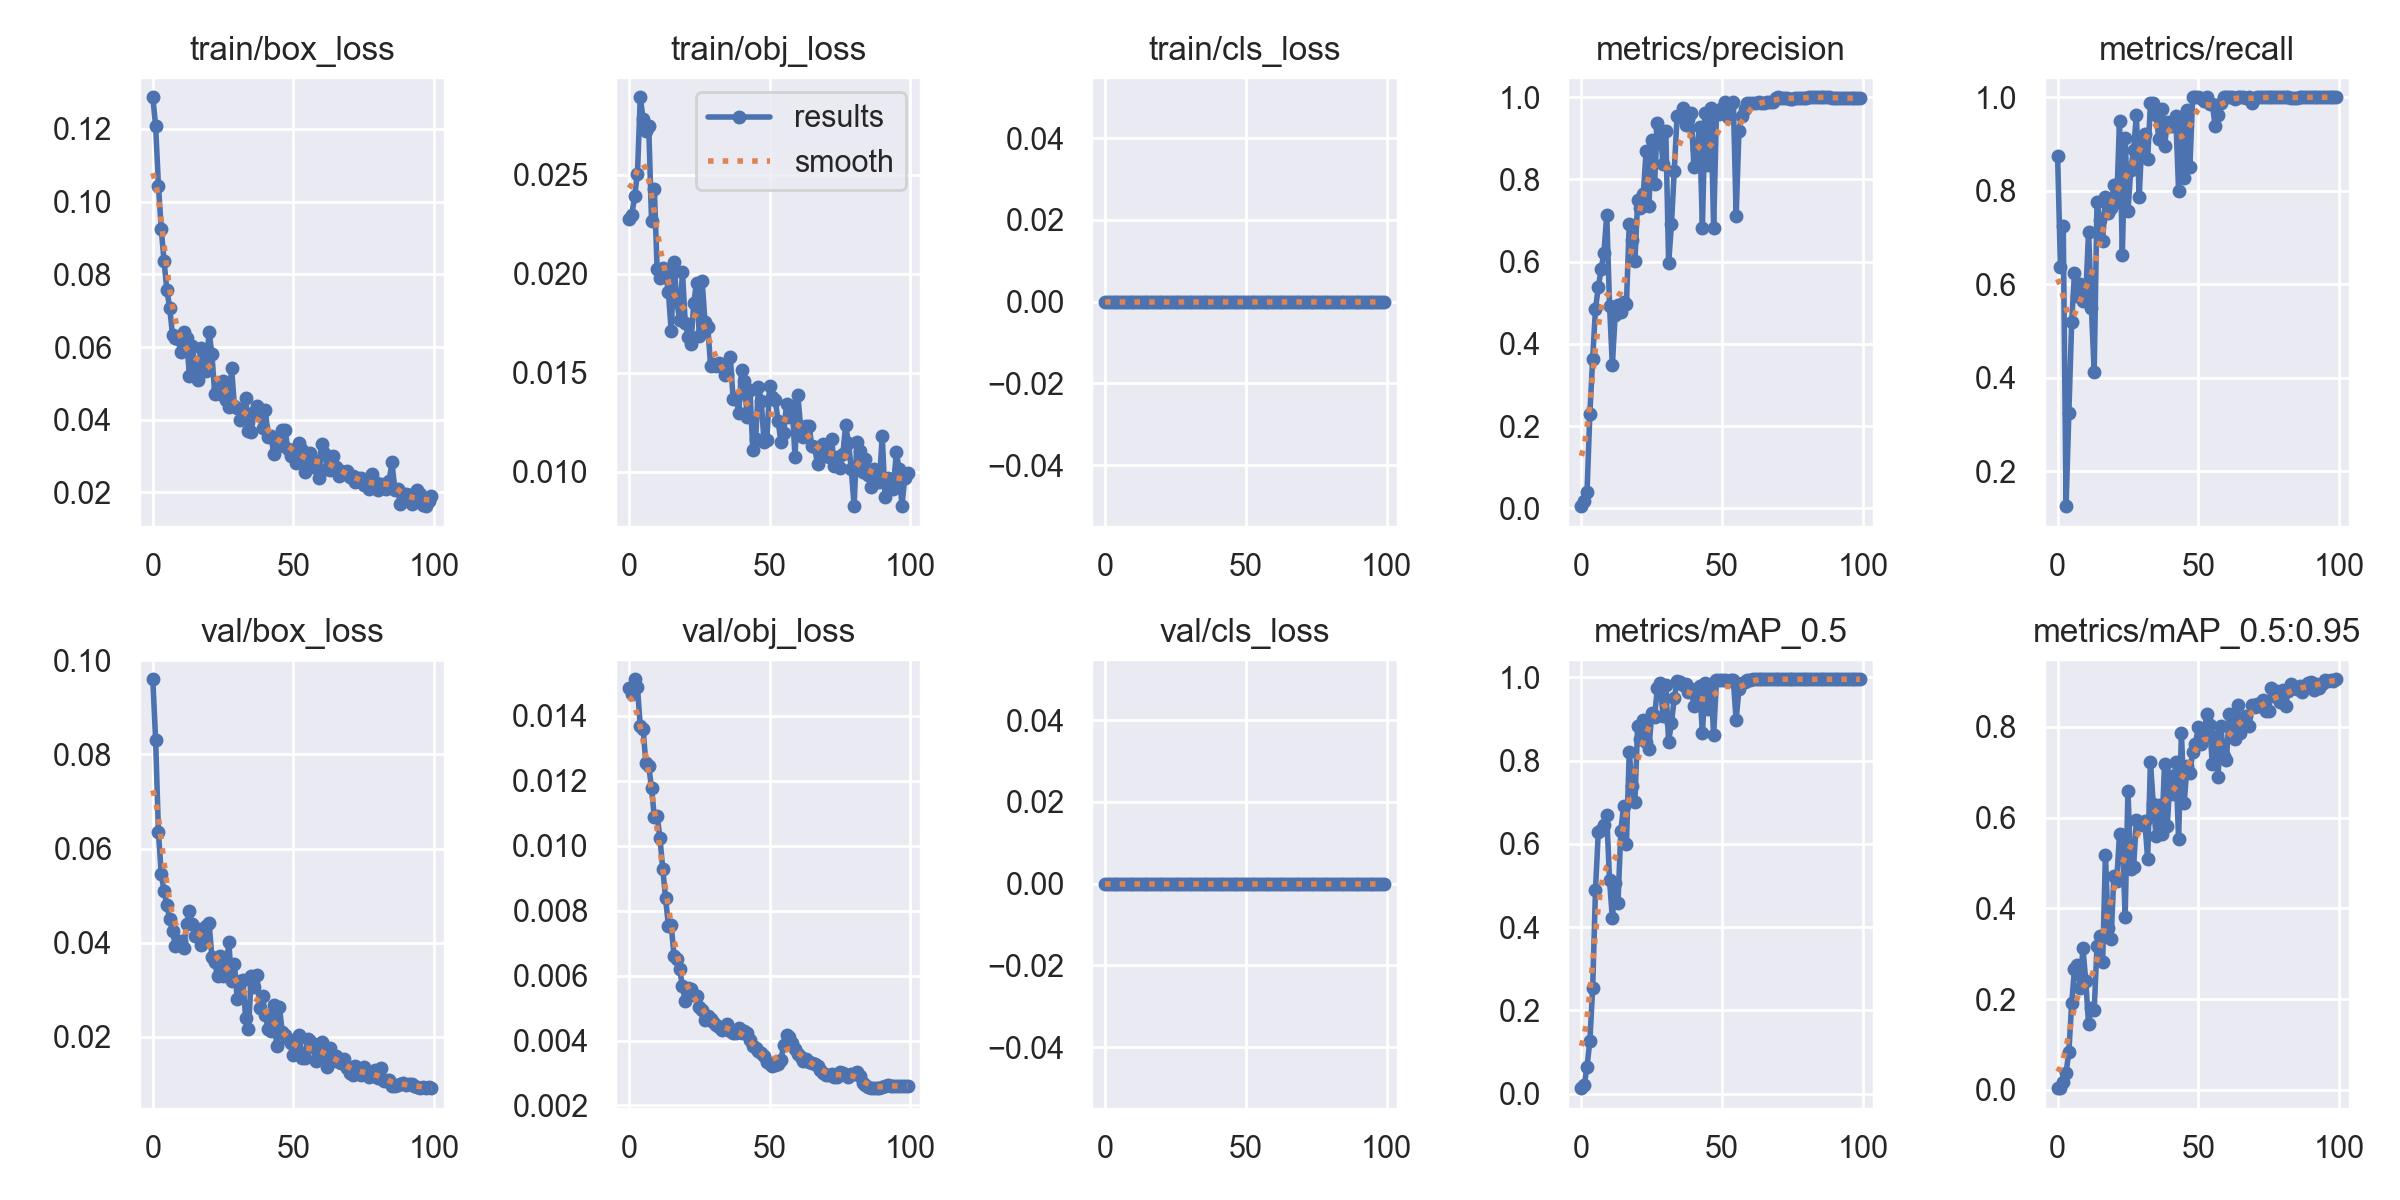 train/box_loss
0.12
0.10
0.08
0.06
0.04
0.02
0 50 100
train/obj_loss
results
smooth
0.025
0.020
0.015
0.010
0 50 100
train/cls_loss
0.04
0.02
0.00
−0.02
−0.04
0 50 100
metrics/precision
1.0
0.8
0.6
0.4
0.2
0.0
0 50 100
metrics/recall
1.0
0.8
0.6
0.4
0.2
0 50 100
val/box_loss
0.10
0.08
0.06
0.04
0.02
0 50 100
val/obj_loss
0.014
0.012
0.010
0.008
0.006
0.004
0.002
0 50 100
val/cls_loss
0.04
0.02
0.00
−0.02
−0.04
0 50 100
metrics/mAP_0.5
1.0
0.8
0.6
0.4
0.2
0.0
0 50 100
metrics/mAP_0.5:0.95
0.8
0.6
0.4
0.2
0.0
0 50 100